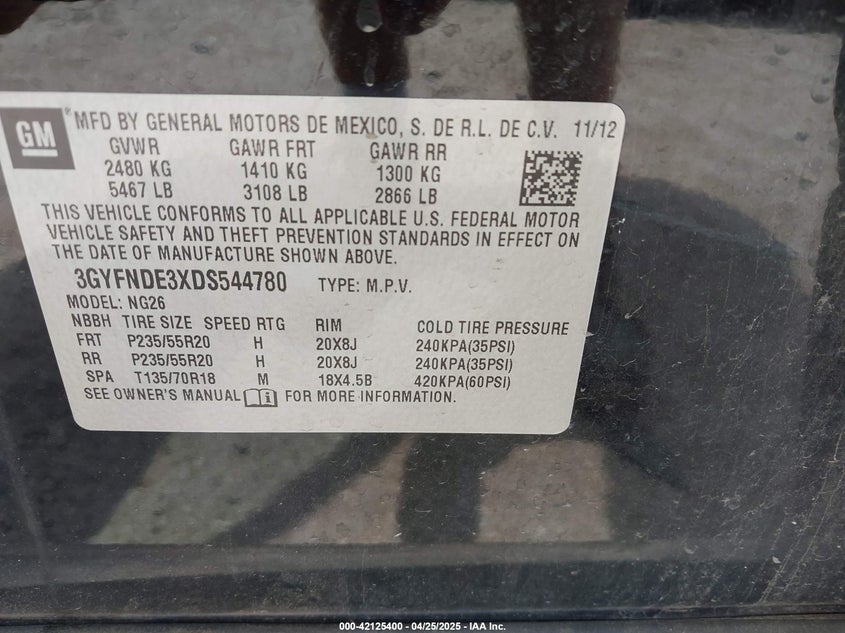 GM
® MFD BY GENERAL MOTORS DE MEXICO, S. DE R.L. DE C.V. 11/12
GVWR GAWR FRT GAWR RR
2480 KG 1410 KG 1300 KG
5467 LB 3108 LB 2866 LB
THIS VEHICLE CONFORMS TO ALL APPLICABLE U.S. FEDERAL MOTOR
VEHICLE SAFETY AND THEFT PREVENTION STANDARDS IN EFFECT ON
THE DATE OF MANUFACTURE SHOWN ABOVE.
3GYFNDE3XDS544780 TYPE: M.P.V.
MODEL: NG26
NBBH TIRE SIZE SPEED RTG RIM COLD TIRE PRESSURE
FRT P235/55R20 H 20X8J 240KPA(35PSI)
RR P235/55R20 H 20X8J 240KPA(35PSI)
SPA T135/70R18 M 18X4.5B 420KPA(60PSI)
SEE OWNER'S MANUAL i FOR MORE INFORMATION.
000-42125400 - 04/25/2025 - IAA Inc.